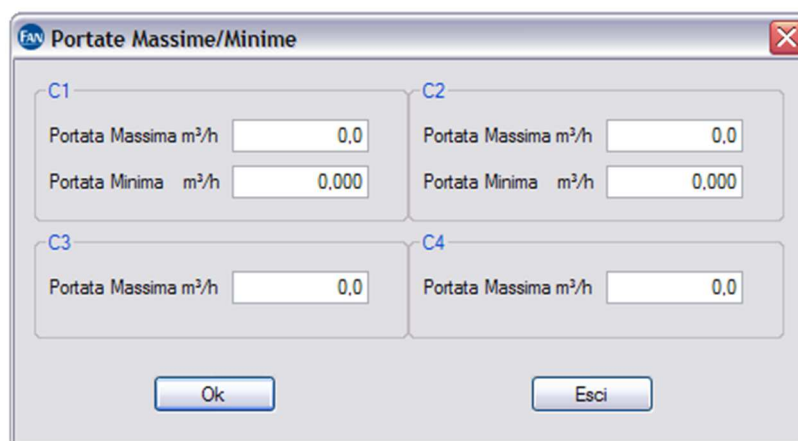 FAN Portate Massime/Minime
C1
Portata Massima m³/h 0,0
Portata Minima m³/h 0,000
C2
Portata Massima m³/h 0,0
Portata Minima m³/h 0,000
C3
Portata Massima m³/h 0,0
C4
Portata Massima m³/h 0,0
Ok
Esci